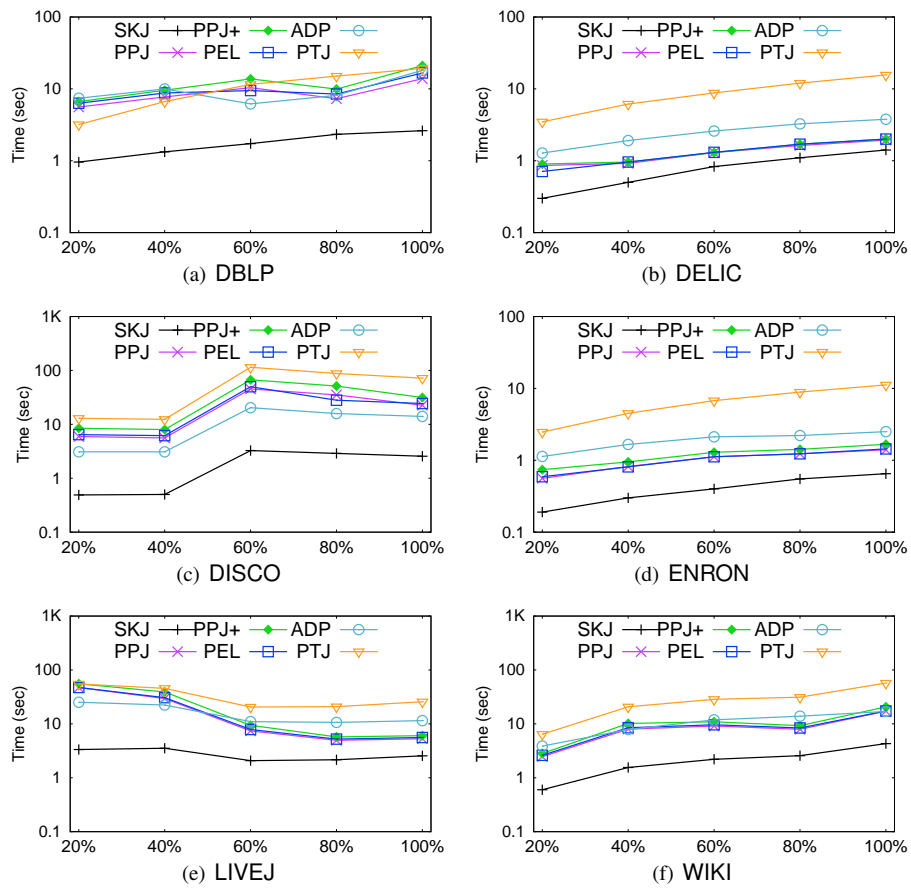 100
10
1
0.1
Time (sec)
SKJ PPJ+ ADP
PPJ PEL PTJ
20% 40% 60% 80% 100%
(a) DBLP
100
10
1
0.1
Time (sec)
SKJ PPJ+ ADP
PPJ PEL PTJ
20% 40% 60% 80% 100%
(b) DELIC
1K
100
10
1
0.1
Time (sec)
SKJ PPJ+ ADP
PPJ PEL PTJ
20% 40% 60% 80% 100%
(c) DISCO
100
10
1
0.1
Time (sec)
SKJ PPJ+ ADP
PPJ PEL PTJ
20% 40% 60% 80% 100%
(d) ENRON
1K
100
10
1
0.1
Time (sec)
SKJ PPJ+ ADP
PPJ PEL PTJ
20% 40% 60% 80% 100%
(e) LIVEJ
1K
100
10
1
0.1
Time (sec)
SKJ PPJ+ ADP
PPJ PEL PTJ
20% 40% 60% 80% 100%
(f) WIKI